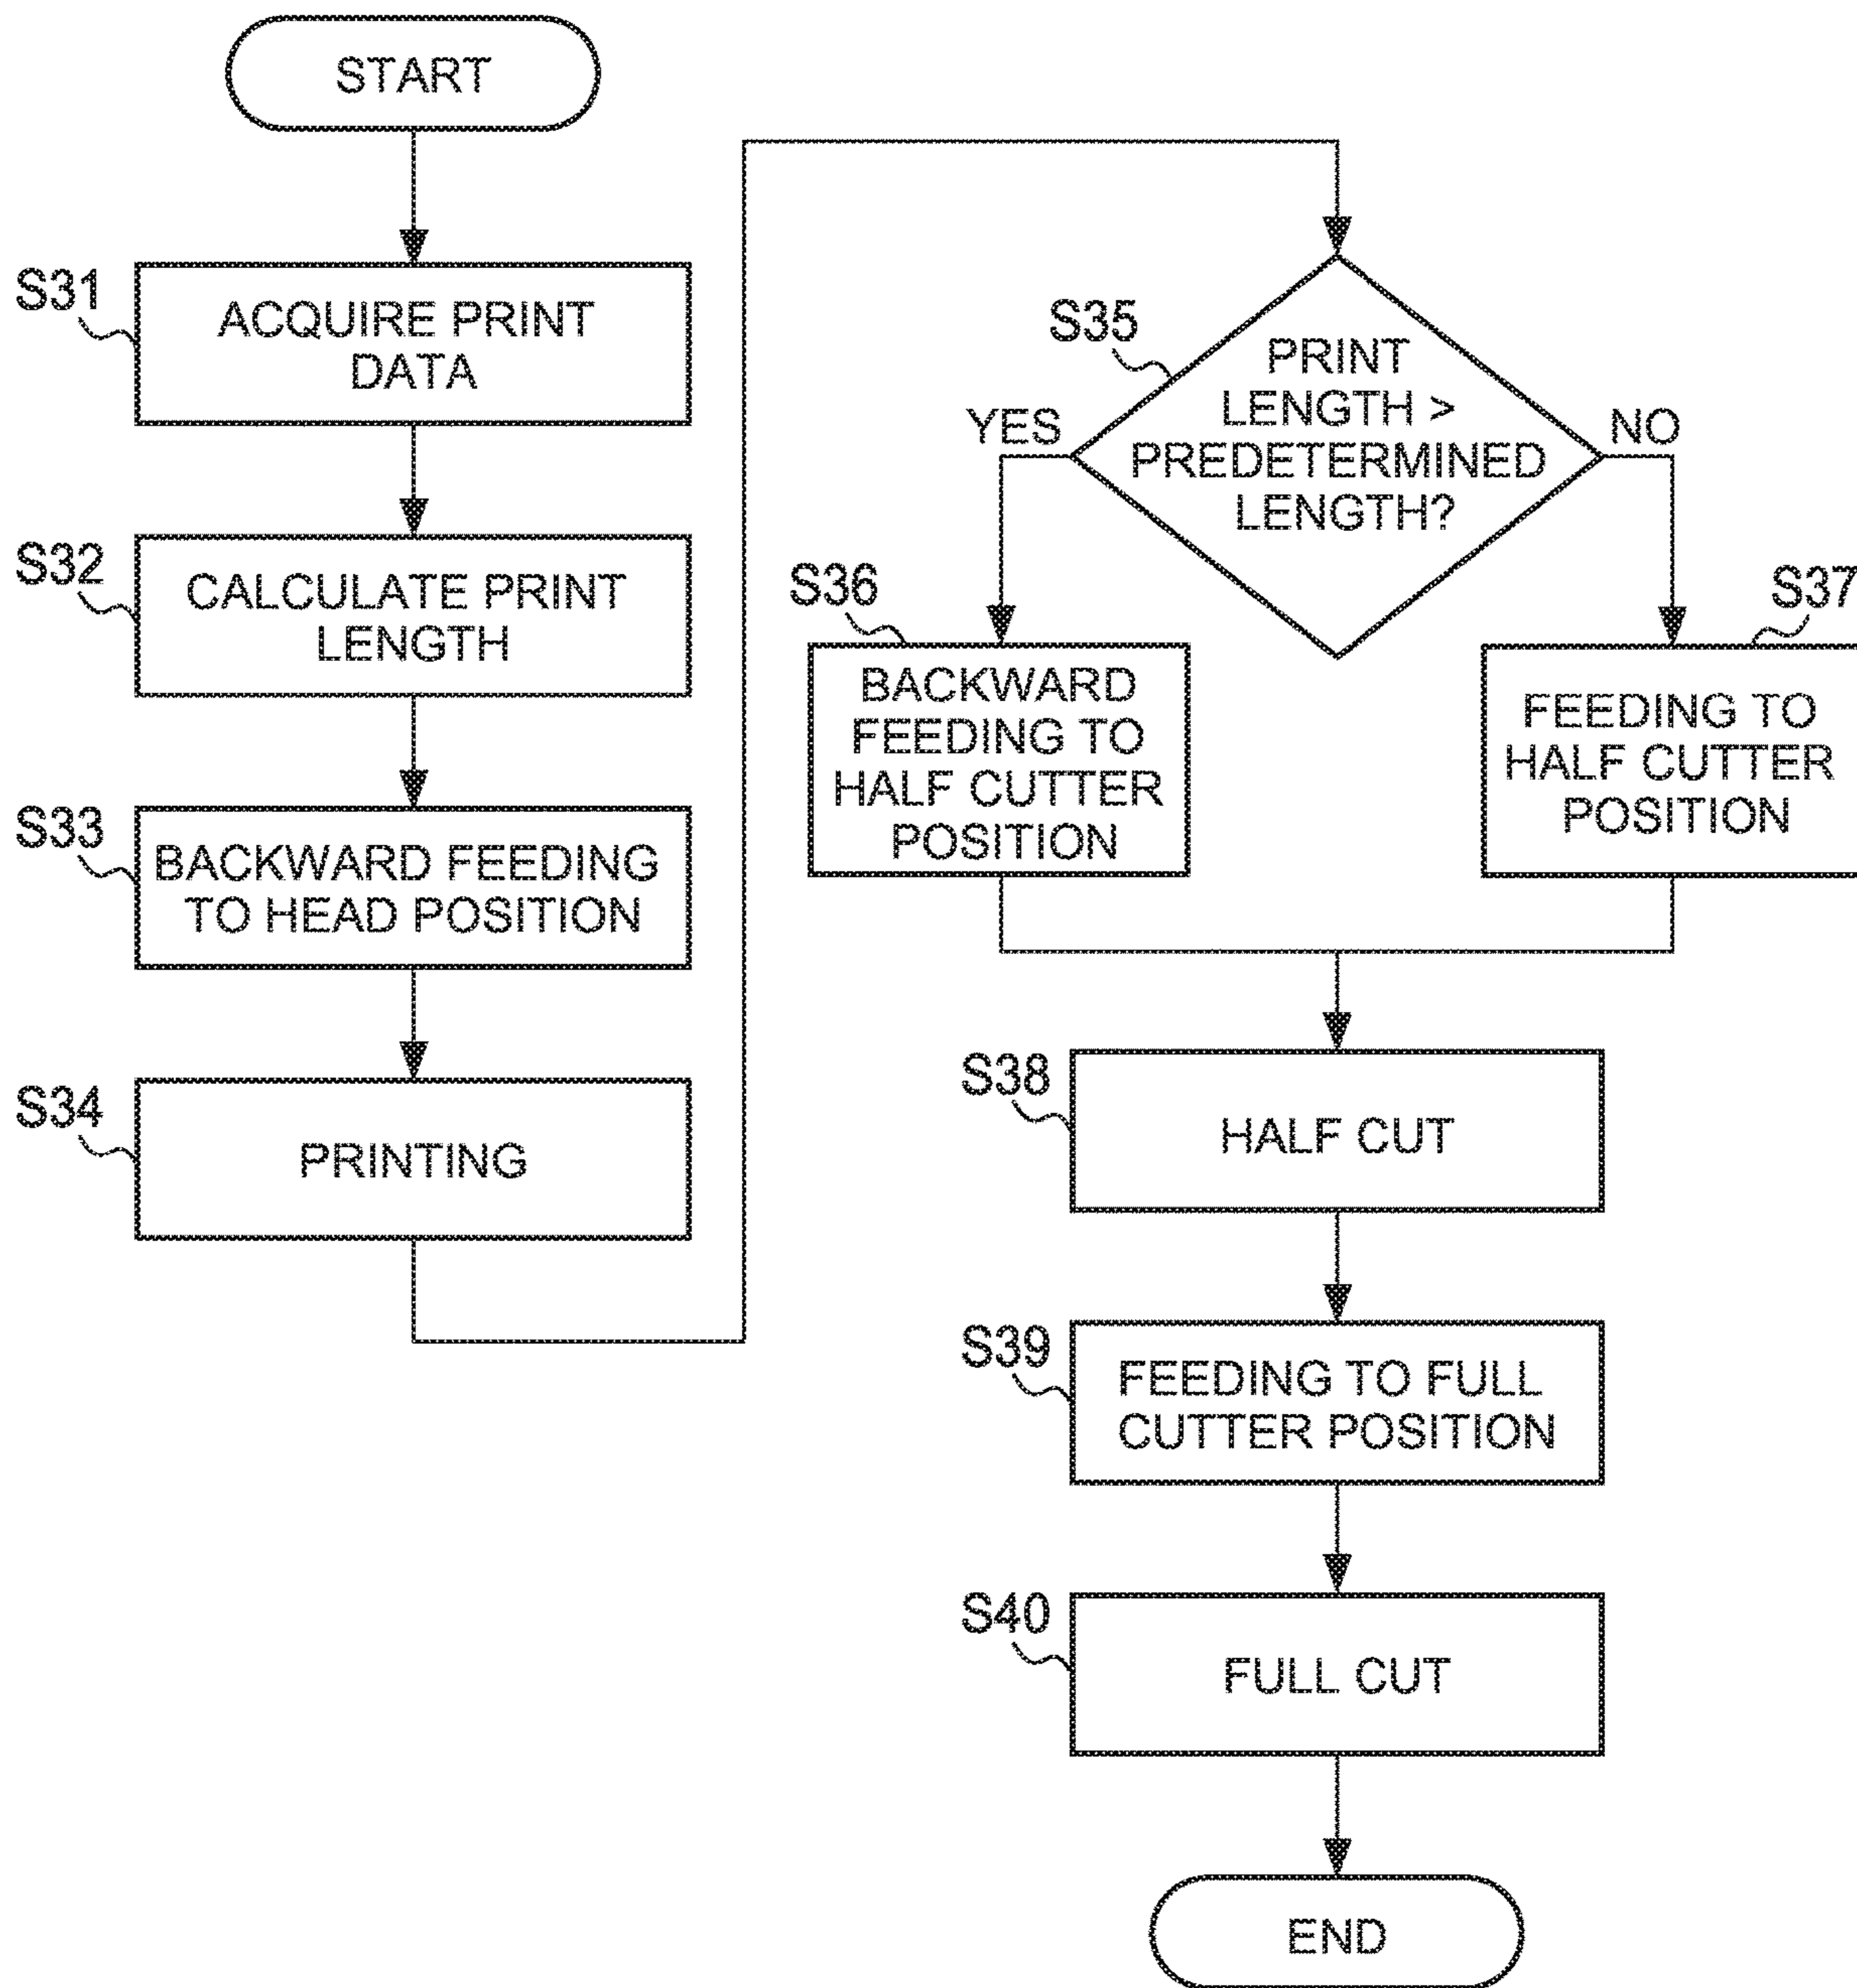 START
S31
ACQUIRE PRINT
DATA
S32
CALCULATE PRINT
LENGTH
S33
BACKWARD FEEDING
TO HEAD POSITION
S34
PRINTING
S35
PRINT
LENGTH >
PREDETERMINED
LENGTH?
YES
NO
S36
BACKWARD
FEEDING TO
HALF CUTTER
POSITION
S37
FEEDING TO
HALF CUTTER
POSITION
S38
HALF CUT
S39
FEEDING TO FULL
CUTTER POSITION
S40
FULL CUT
END